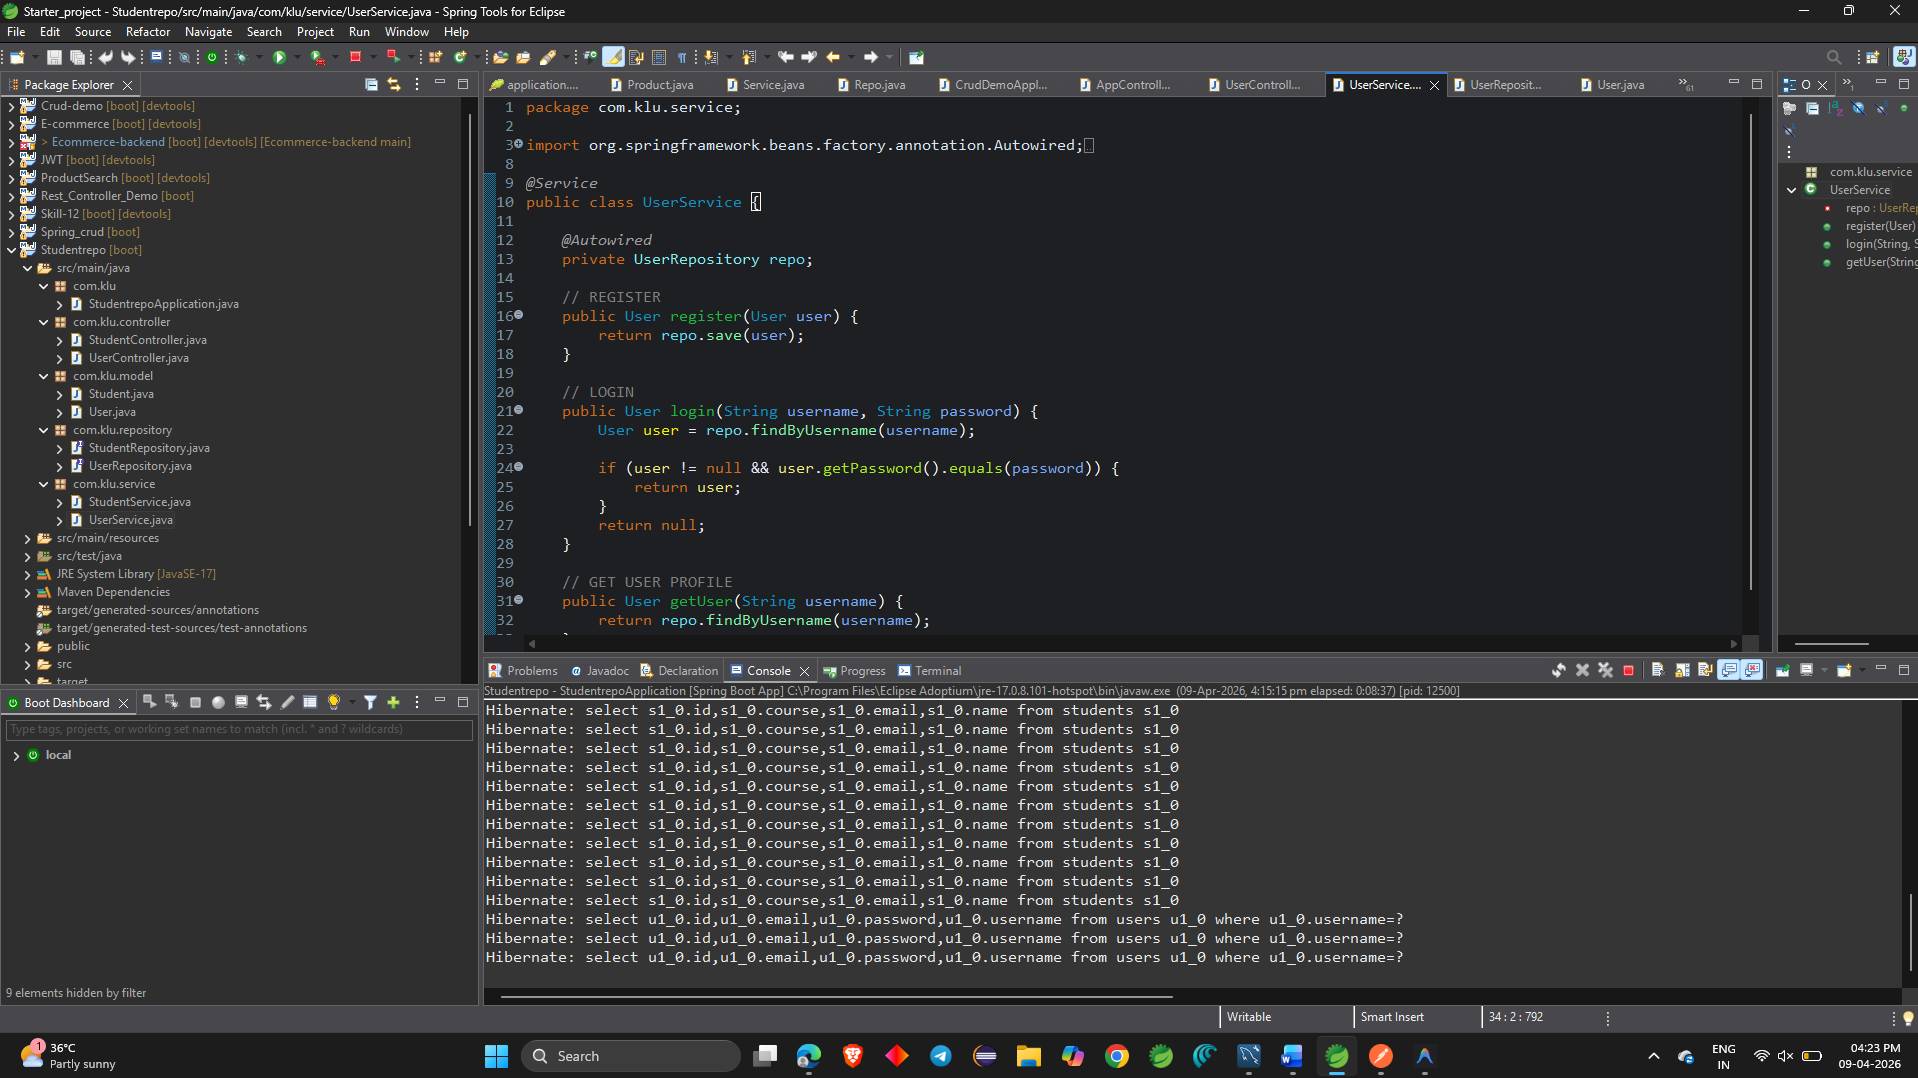 Starter_project - Studentrepo/src/main/java/com/klu/service/UserService.java - Spring Tools for Eclipse
File Edit Source Refactor Navigate Search Project Run Window Help
Package Explorer
Crud-demo [boot] [devtools]
E-commerce [boot] [devtools]
> Ecommerce-backend [boot] [devtools] [Ecommerce-backend main]
JWT [boot] [devtools]
ProductSearch [boot] [devtools]
Rest_Controller_Demo [boot]
Skill-12 [boot] [devtools]
Spring_crud [boot]
Studentrepo [boot]
src/main/java
com.klu
StudentrepoApplication.java
com.klu.controller
StudentController.java
UserController.java
com.klu.model
Student.java
User.java
com.klu.repository
StudentRepository.java
UserRepository.java
com.klu.service
StudentService.java
UserService.java
src/main/resources
src/test/java
JRE System Library [JavaSE-17]
Maven Dependencies
target/generated-sources/annotations
target/generated-test-sources/test-annotations
public
src
target
Boot Dashboard
Type tags, projects, or working set names to match (incl. * and ? wildcards)
local
9 elements hidden by filter
application.... Product.java Service.java Repo.java CrudDemoAppl... AppControll... UserControll... UserService.... UserReposit... User.java »61
1 package com.klu.service;
2
3 import org.springframework.beans.factory.annotation.Autowired;
8
9 @Service
10 public class UserService {
11
12 @Autowired
13 private UserRepository repo;
14
15 // REGISTER
16 public User register(User user) {
17 return repo.save(user);
18 }
19
20 // LOGIN
21 public User login(String username, String password) {
22 User user = repo.findByUsername(username);
23
24 if (user != null && user.getPassword().equals(password)) {
25 return user;
26 }
27 return null;
28 }
29
30 // GET USER PROFILE
31 public User getUser(String username) {
32 return repo.findByUsername(username);
O »1
com.klu.service
UserService
repo : UserRep
register(User)
login(String, S
getUser(String
Problems Javadoc Declaration Console Progress Terminal
Studentrepo - StudentrepoApplication [Spring Boot App] C:\Program Files\Eclipse Adoptium\jre-17.0.8.101-hotspot\bin\javaw.exe (09-Apr-2026, 4:15:15 pm elapsed: 0:08:37) [pid: 12500]
Hibernate: select s1_0.id,s1_0.course,s1_0.email,s1_0.name from students s1_0
Hibernate: select s1_0.id,s1_0.course,s1_0.email,s1_0.name from students s1_0
Hibernate: select s1_0.id,s1_0.course,s1_0.email,s1_0.name from students s1_0
Hibernate: select s1_0.id,s1_0.course,s1_0.email,s1_0.name from students s1_0
Hibernate: select s1_0.id,s1_0.course,s1_0.email,s1_0.name from students s1_0
Hibernate: select s1_0.id,s1_0.course,s1_0.email,s1_0.name from students s1_0
Hibernate: select s1_0.id,s1_0.course,s1_0.email,s1_0.name from students s1_0
Hibernate: select s1_0.id,s1_0.course,s1_0.email,s1_0.name from students s1_0
Hibernate: select s1_0.id,s1_0.course,s1_0.email,s1_0.name from students s1_0
Hibernate: select s1_0.id,s1_0.course,s1_0.email,s1_0.name from students s1_0
Hibernate: select s1_0.id,s1_0.course,s1_0.email,s1_0.name from students s1_0
Hibernate: select u1_0.id,u1_0.email,u1_0.password,u1_0.username from users u1_0 where u1_0.username=?
Hibernate: select u1_0.id,u1_0.email,u1_0.password,u1_0.username from users u1_0 where u1_0.username=?
Hibernate: select u1_0.id,u1_0.email,u1_0.password,u1_0.username from users u1_0 where u1_0.username=?
Writable Smart Insert 34 : 2 : 792
1 36°C
Partly sunny
Search
ENG
IN
04:23 PM
09-04-2026